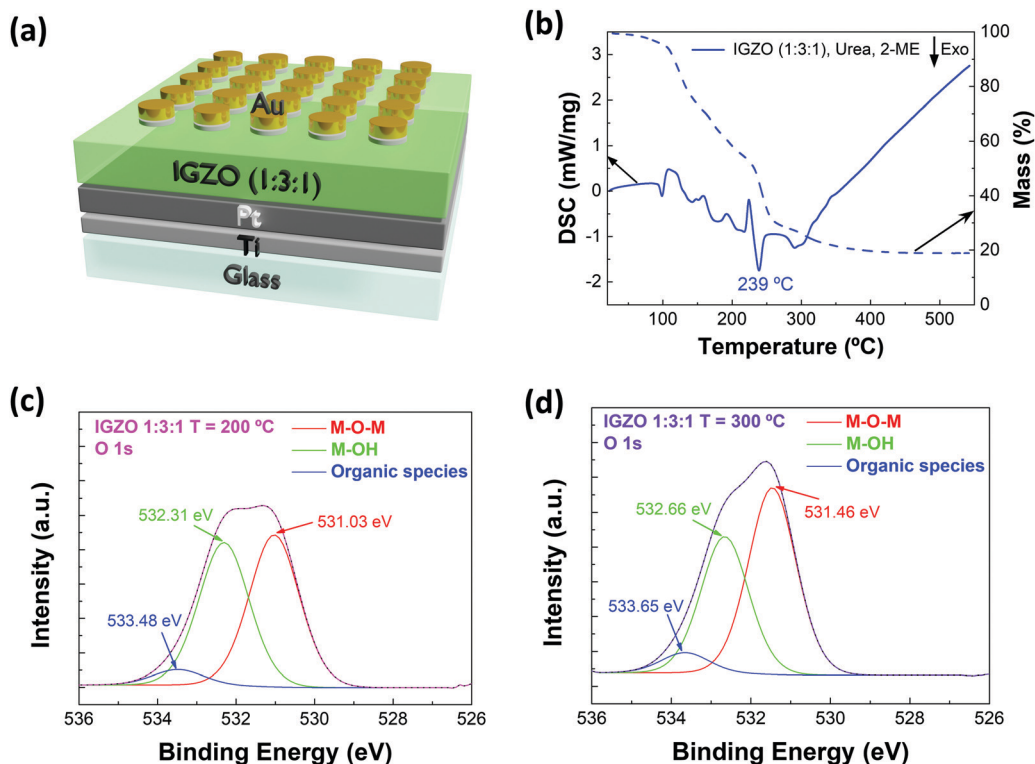 (a)
Au
IGZO (1:3:1)
Pt
Ti
Glass
(b)
IGZO (1:3:1), Urea, 2-ME
Exo
DSC (mW/mg)
3
2
1
0
-1
-2
100
80
60
40
20
0
Mass (%)
239 ºC
100 200 300 400 500
Temperature (ºC)
(c)
IGZO 1:3:1 T = 200 ºC
O 1s
M-O-M
M-OH
Organic species
532.31 eV
531.03 eV
533.48 eV
Intensity (a.u.)
536 534 532 530 528 526
Binding Energy (eV)
(d)
IGZO 1:3:1 T = 300 ºC
O 1s
M-O-M
M-OH
Organic species
532.66 eV
531.46 eV
533.65 eV
Intensity (a.u.)
536 534 532 530 528 526
Binding Energy (eV)